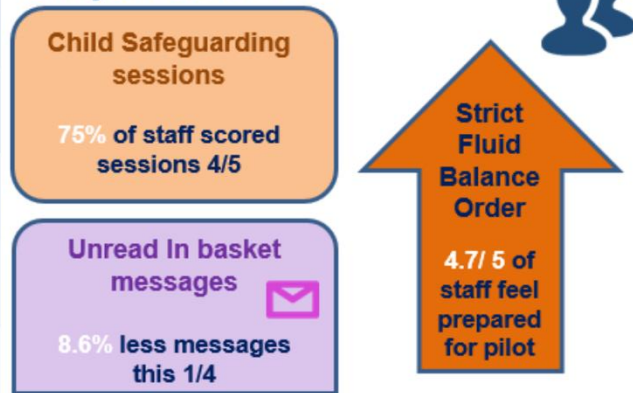 Child Safeguarding
sessions
75% of staff scored
sessions 4/5
Unread In basket
messages
8.6% less messages
this 1/4
Strict
Fluid
Balance
Order
4.7/ 5 of
staff feel
prepared
for pilot